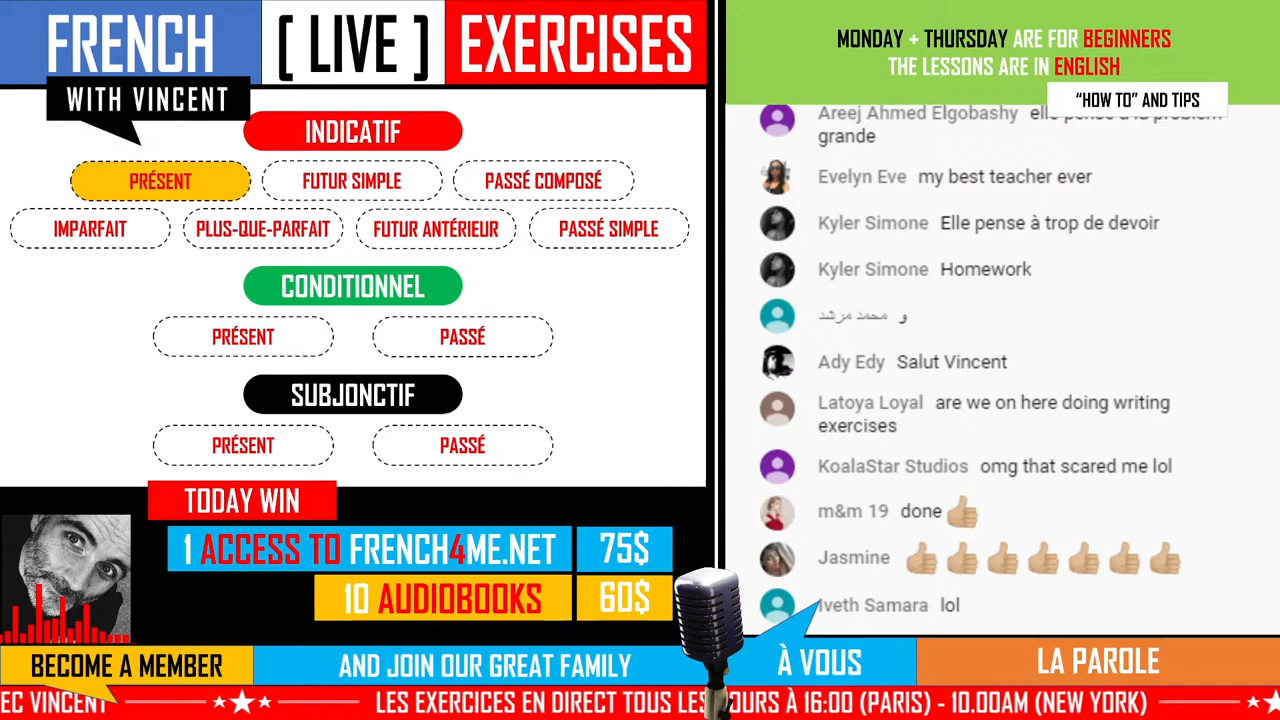 FRENCH [ LIVE ] EXERCISES
WITH VINCENT
INDICATIF
PRÉSENT
FUTUR SIMPLE
PASSÉ COMPOSÉ
IMPARFAIT
PLUS-QUE-PARFAIT
FUTUR ANTÉRIEUR
PASSÉ SIMPLE
CONDITIONNEL
PRÉSENT
PASSÉ
SUBJONCTIF
PRÉSENT
PASSÉ
TODAY WIN
1 ACCESS TO FRENCH4ME.NET 75$
10 AUDIOBOOKS 60$
MONDAY + THURSDAY ARE FOR BEGINNERS
THE LESSONS ARE IN ENGLISH
“HOW TO” AND TIPS
Areej Ahmed Elgobashy elle pense à la problem
grande
Evelyn Eve my best teacher ever
Kyler Simone Elle pense à trop de devoir
Kyler Simone Homework
محمد مرشد و
Ady Edy Salut Vincent
Latoya Loyal are we on here doing writing
exercises
KoalaStar Studios omg that scared me lol
m&m 19 done
Jasmine
Iveth Samara lol
BECOME A MEMBER
AND JOIN OUR GREAT FAMILY
À VOUS
LA PAROLE
EC VINCENT LES EXERCICES EN DIRECT TOUS LES JOURS À 16:00 (PARIS) - 10.00AM (NEW YORK)